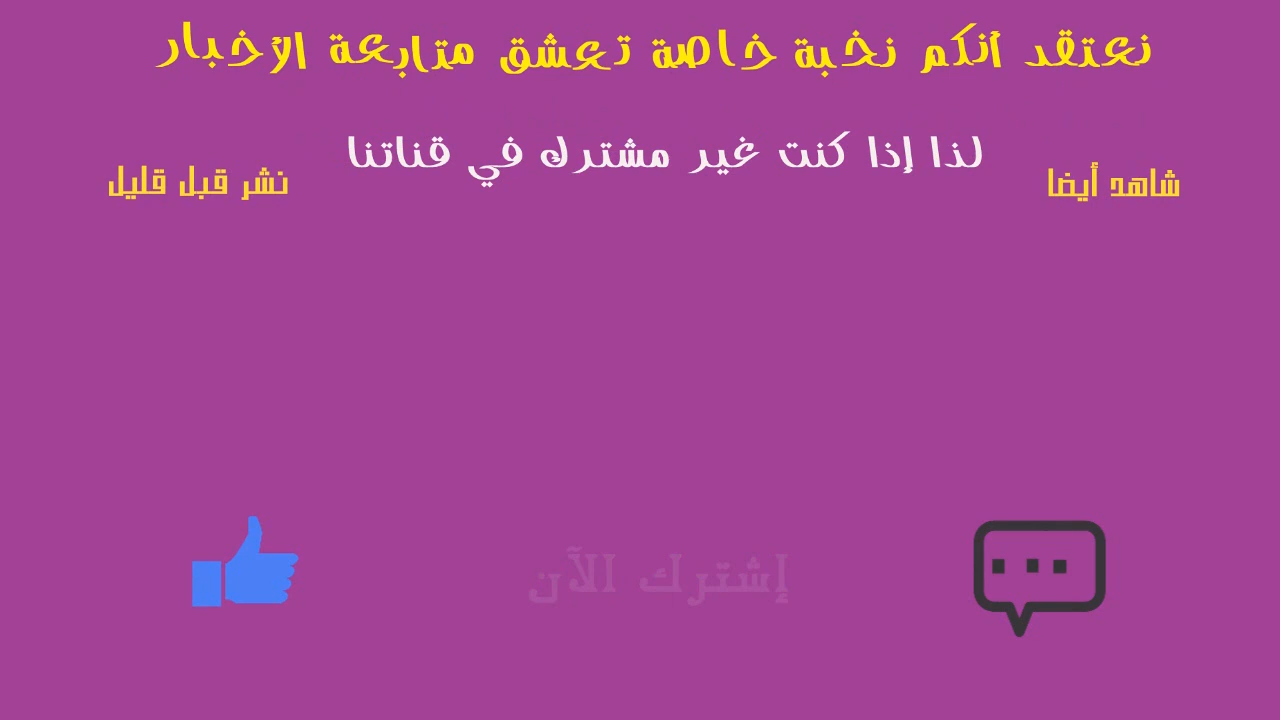 نعتقد أنكم نخبة خاصة تعشق متابعة الأخبار
لذا إذا كنت غير مشترك في قناتنا
شاهد أيضا
نشر قبل قليل
إشترك الآن